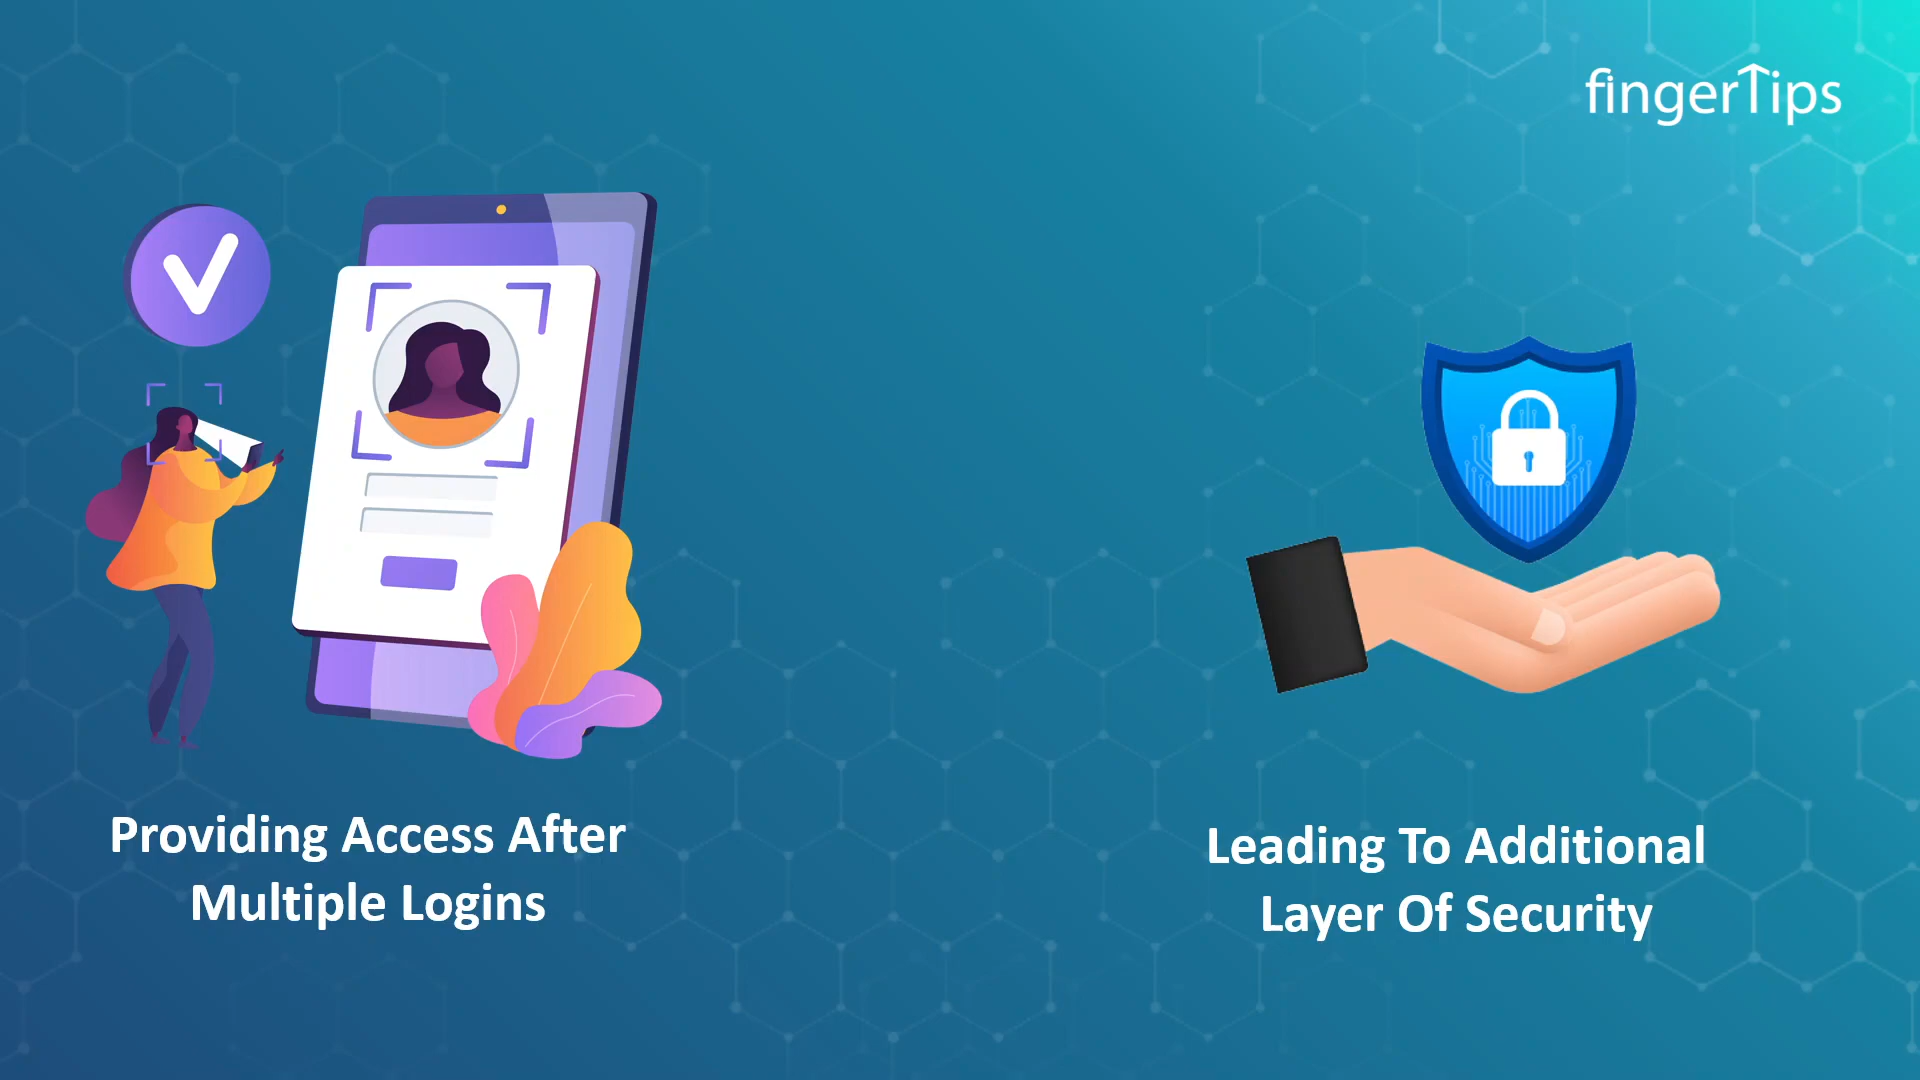 fingerTips
Providing Access After
Multiple Logins
Leading To Additional
Layer Of Security